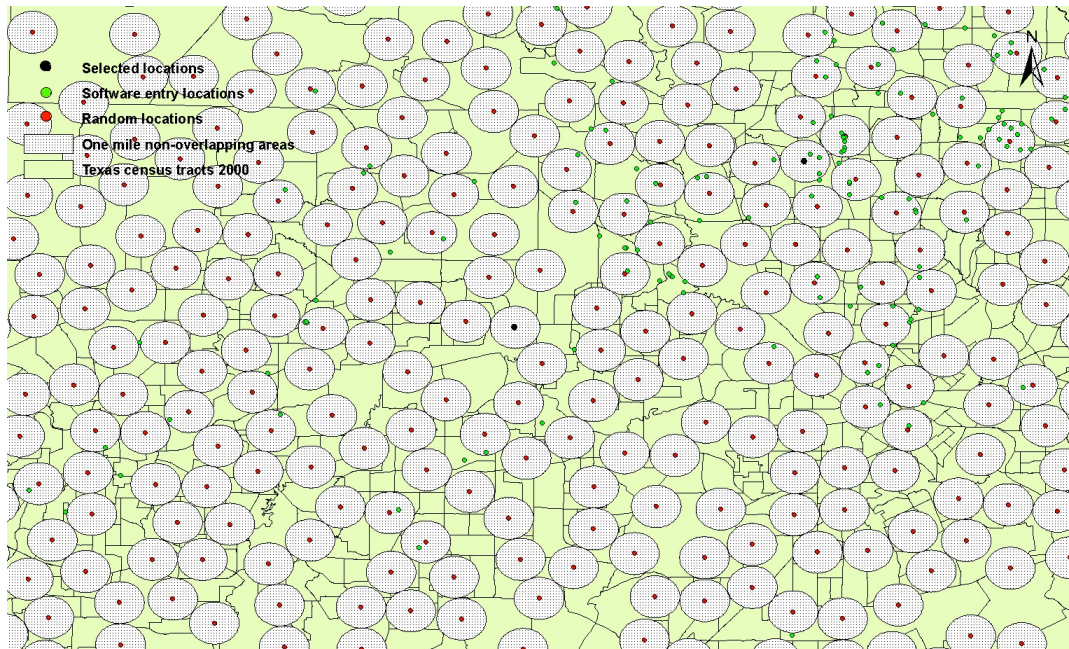 N
Selected locations
Software entry locations
Random locations
One mile non-overlapping areas
Texas census tracts 2000